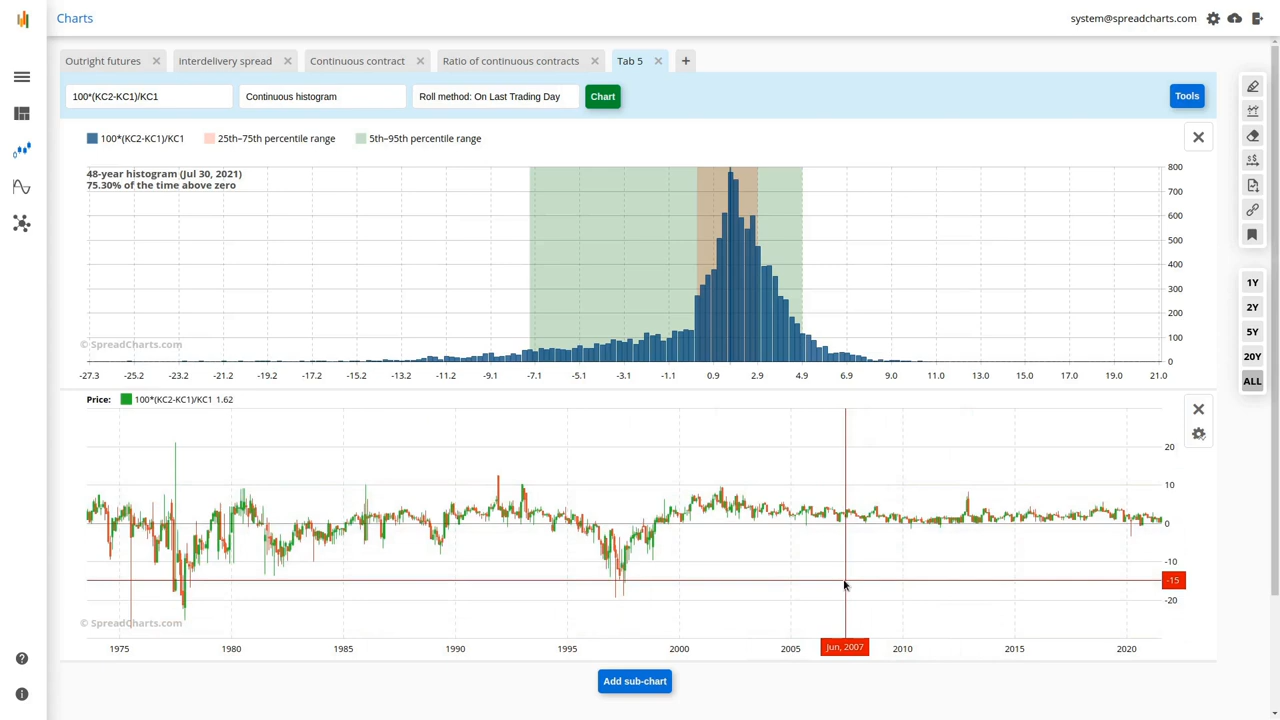 Charts
system@spreadcharts.com
Outright futures
Interdelivery spread
Continuous contract
Ratio of continuous contracts
Tab 5
+
100*(KC2-KC1)/KC1
Continuous histogram
Roll method: On Last Trading Day
Chart
Tools
100*(KC2-KC1)/KC1
25th–75th percentile range
5th–95th percentile range
48-year histogram (Jul 30, 2021)
75.30% of the time above zero
800
700
600
500
400
300
200
100
0
© SpreadCharts.com
-27.3 -25.2 -23.2 -21.2 -19.2 -17.2 -15.2 -13.2 -11.2 -9.1 -7.1 -5.1 -3.1 -1.1 0.9 2.9 4.9 6.9 9.0 11.0 13.0 15.0 17.0 19.0 21.0
1Y
2Y
5Y
20Y
ALL
Price: 100*(KC2-KC1)/KC1 1.62
20
10
0
-10
-15
-20
© SpreadCharts.com
1975 1980 1985 1990 1995 2000 2005 Jun, 2007 2010 2015 2020
Add sub-chart